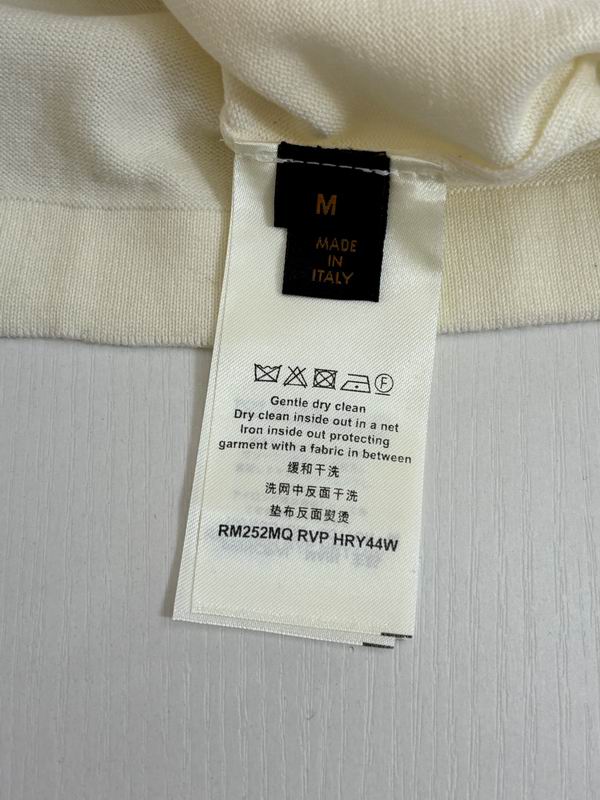 M
MADE
IN
ITALY
F
Gentle dry clean
Dry clean inside out in a net
Iron inside out protecting
garment with a fabric in between
缓和干洗
洗网中反面干洗
垫布反面熨烫
RM252MQ RVP HRY44W